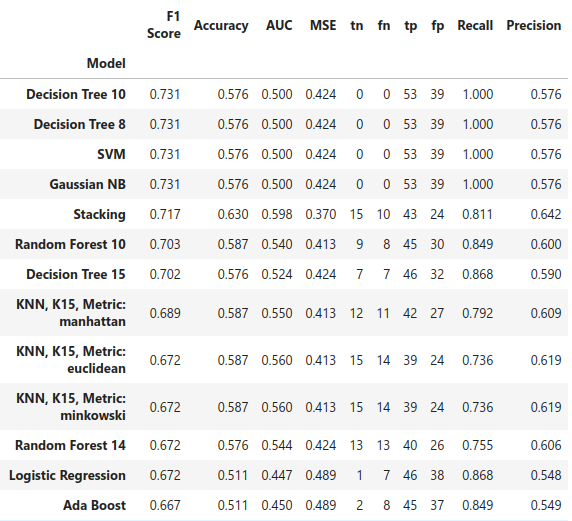 F1 Score Accuracy AUC MSE tn fn tp fp Recall Precision
Model
Decision Tree 10 0.731 0.576 0.500 0.424 0 0 53 39 1.000 0.576
Decision Tree 8 0.731 0.576 0.500 0.424 0 0 53 39 1.000 0.576
SVM 0.731 0.576 0.500 0.424 0 0 53 39 1.000 0.576
Gaussian NB 0.731 0.576 0.500 0.424 0 0 53 39 1.000 0.576
Stacking 0.717 0.630 0.598 0.370 15 10 43 24 0.811 0.642
Random Forest 10 0.703 0.587 0.540 0.413 9 8 45 30 0.849 0.600
Decision Tree 15 0.702 0.576 0.524 0.424 7 7 46 32 0.868 0.590
KNN, K15, Metric: manhattan 0.689 0.587 0.550 0.413 12 11 42 27 0.792 0.609
KNN, K15, Metric: euclidean 0.672 0.587 0.560 0.413 15 14 39 24 0.736 0.619
KNN, K15, Metric: minkowski 0.672 0.587 0.560 0.413 15 14 39 24 0.736 0.619
Random Forest 14 0.672 0.576 0.544 0.424 13 13 40 26 0.755 0.606
Logistic Regression 0.672 0.511 0.447 0.489 1 7 46 38 0.868 0.548
Ada Boost 0.667 0.511 0.450 0.489 2 8 45 37 0.849 0.549